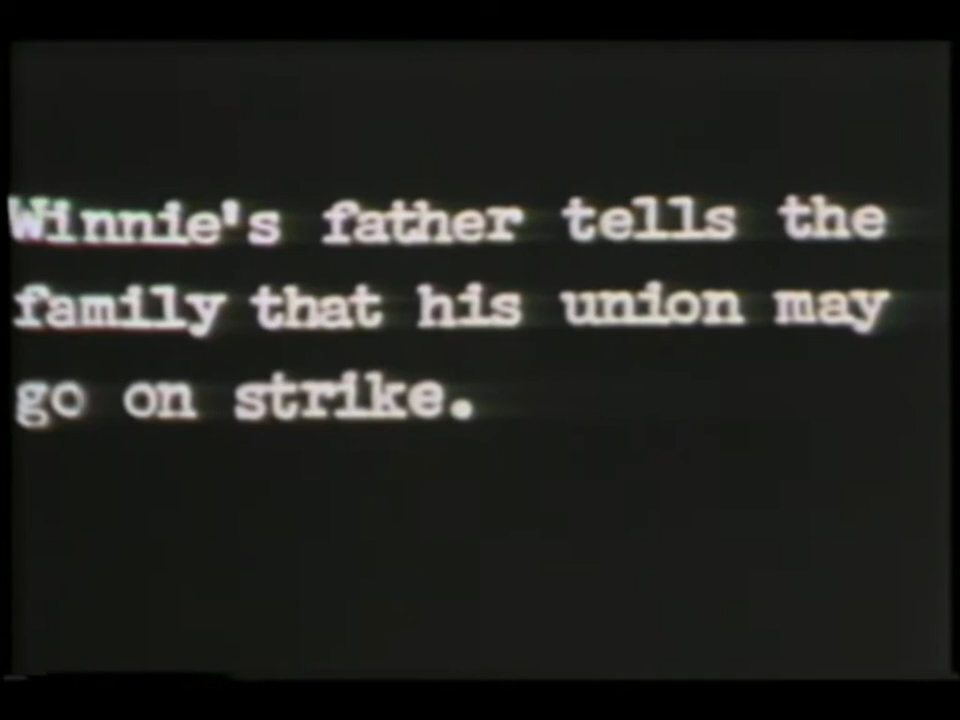 Winnie's father tells the
family that his union may
go on strike.